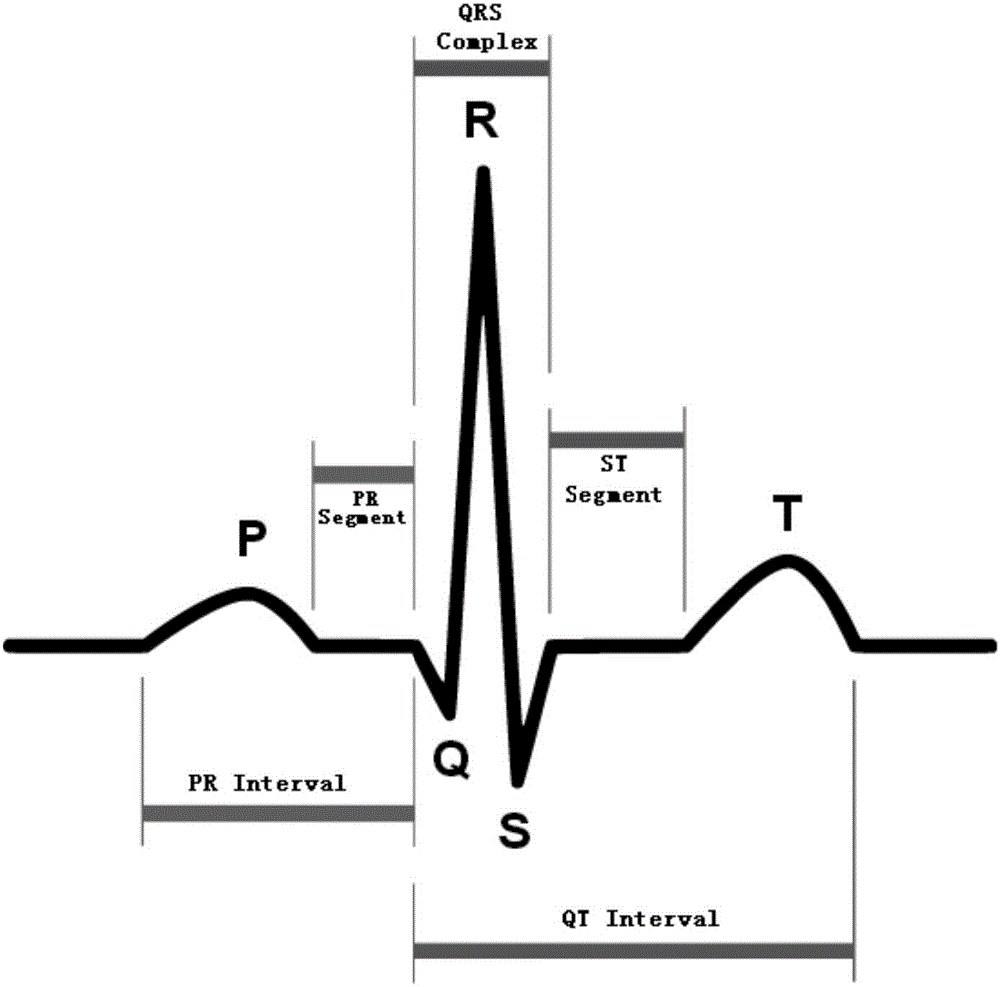 QRS
Complex
R
ST
Segment
PR
Segment
P
T
Q
PR Interval
S
QT Interval